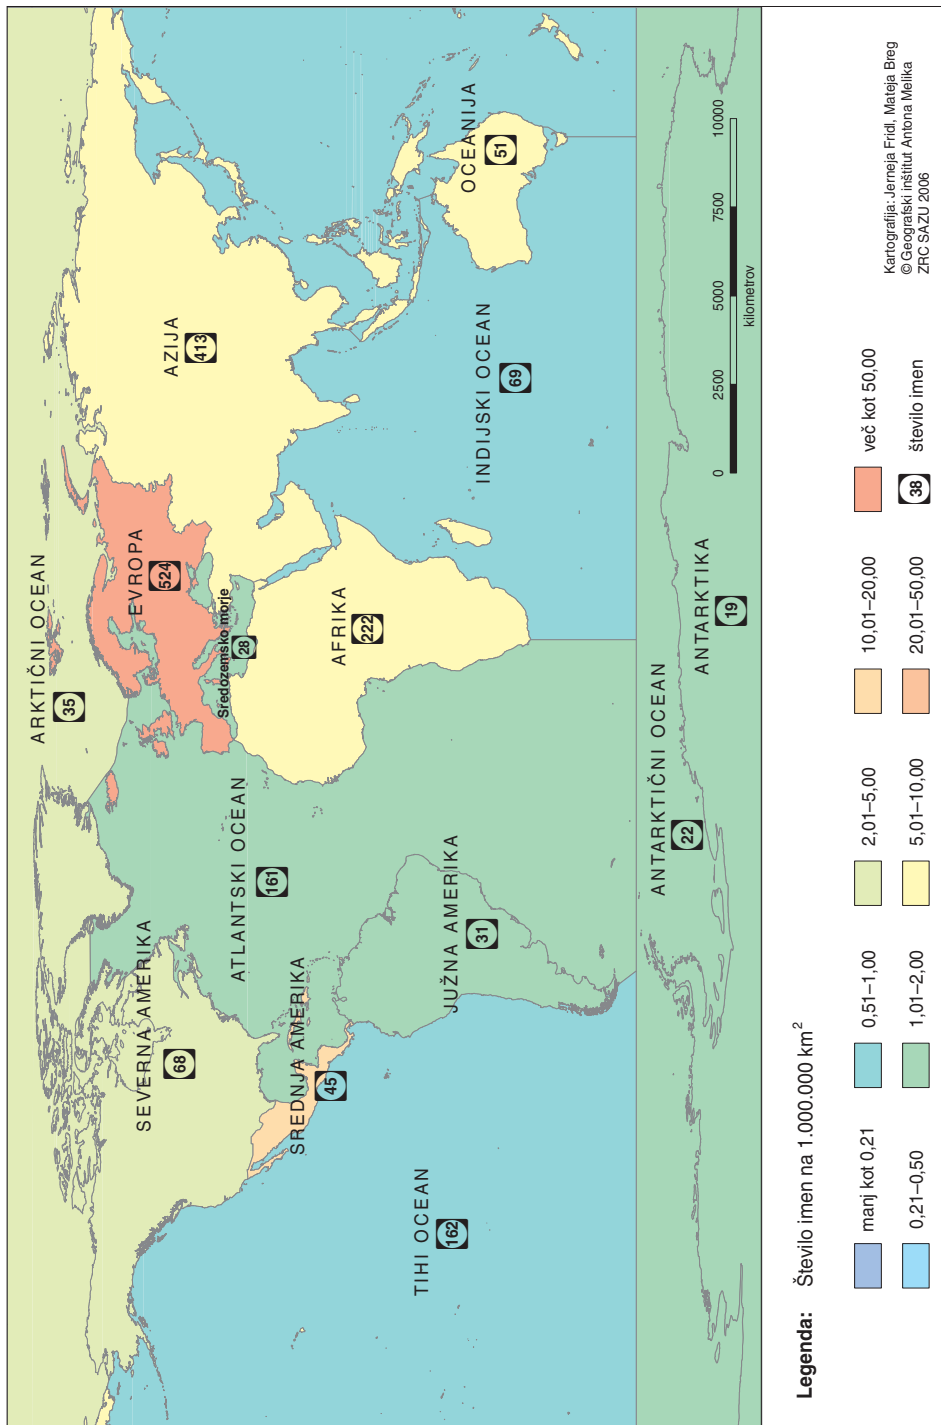 ARKTIČNI OCEAN
35
SEVERNA AMERIKA
68
EVROPA
524
AZIJA
413
Sredozemsko morje
28
ATLANTSKI OCEAN
161
SREDNJA AMERIKA
45
AFRIKA
222
TIHI OCEAN
162
JUŽNA AMERIKA
31
INDIJSKI OCEAN
69
OCEANIJA
51
ANTARKTIČNI OCEAN
22
ANTARKTIKA
19
0 2500 5000 7500 10000
kilometrov
Legenda: Število imen na 1.000.000 km²
manj kot 0,21
0,21–0,50
0,51–1,00
1,01–2,00
2,01–5,00
5,01–10,00
10,01–20,00
20,01–50,00
več kot 50,00
38 število imen
Kartografija: Jerneja Fridl, Mateja Breg
© Geografski inštitut Antona Melika
ZRC SAZU 2006